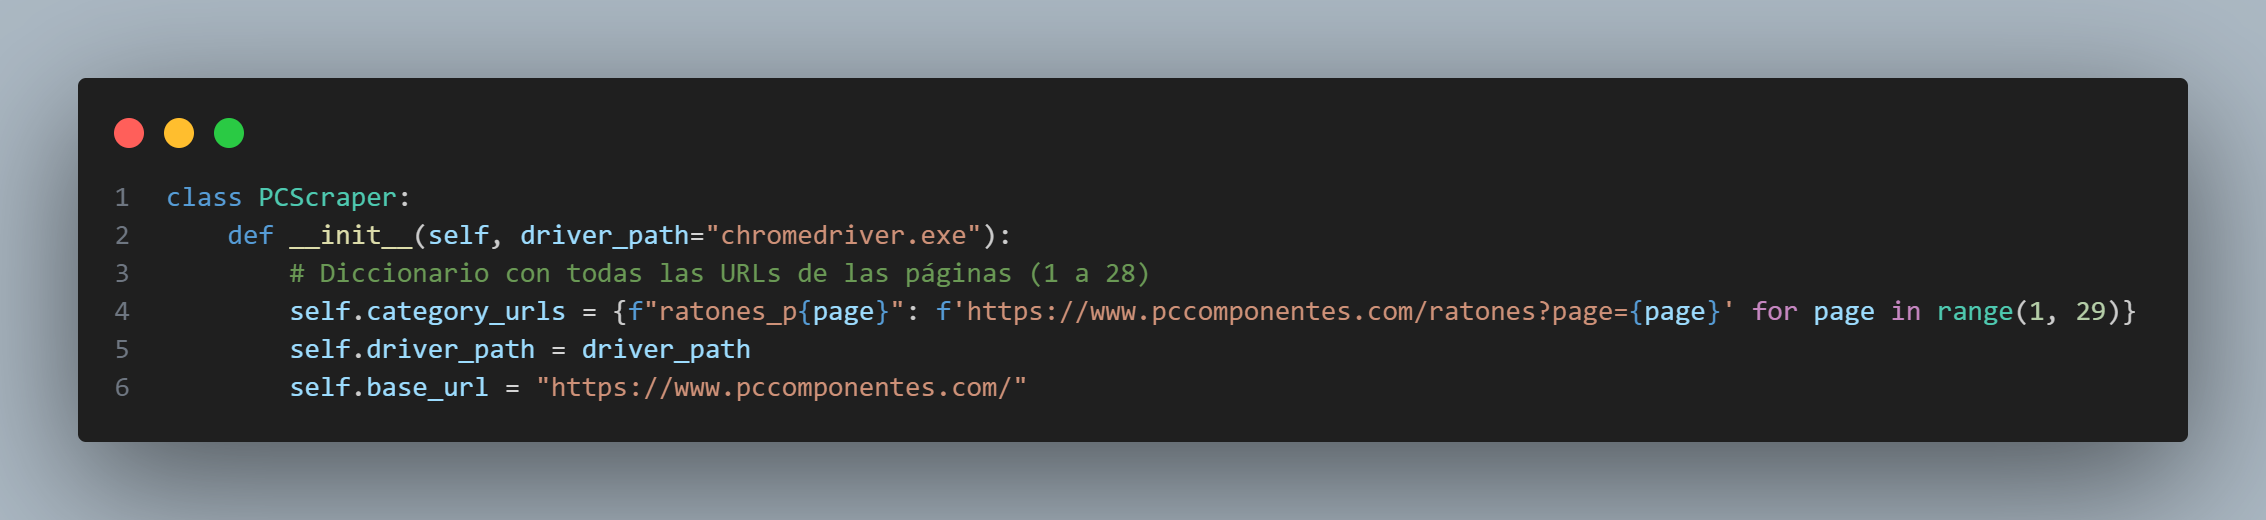 1 class PCScraper:
2     def __init__(self, driver_path="chromedriver.exe"):
3         # Diccionario con todas las URLs de las páginas (1 a 28)
4         self.category_urls = {f"ratones_p{page}": f'https://www.pccomponentes.com/ratones?page={page}' for page in range(1, 29)}
5         self.driver_path = driver_path
6         self.base_url = "https://www.pccomponentes.com/"